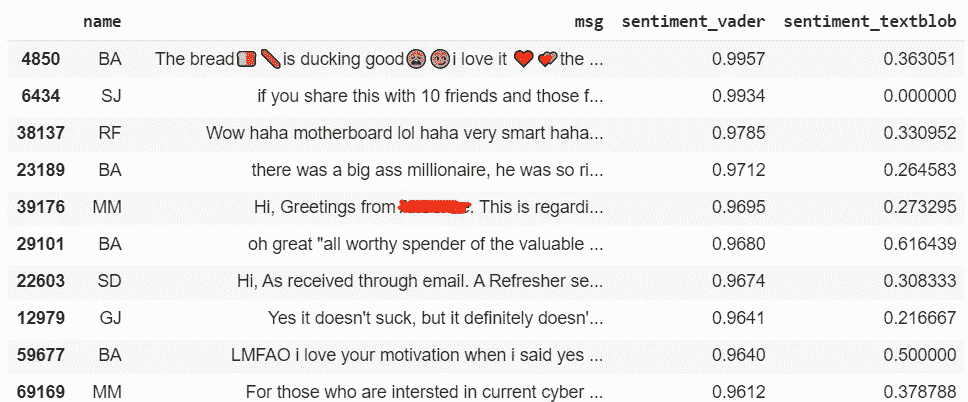 name msg sentiment_vader sentiment_textblob
4850 BA The bread is ducking good i love it ❤️ 💕 the ... 0.9957 0.363051
6434 SJ if you share this with 10 friends and those f... 0.9934 0.000000
38137 RF Wow haha motherboard lol haha very smart haha... 0.9785 0.330952
23189 BA there was a big ass millionaire, he was so ri... 0.9712 0.264583
39176 MM Hi, Greetings from . This is regardi... 0.9695 0.273295
29101 BA oh great "all worthy spender of the valuable ... 0.9680 0.616439
22603 SD Hi, As received through email. A Refresher se... 0.9674 0.308333
12979 GJ Yes it doesn't suck, but it definitely doesn'... 0.9641 0.216667
59677 BA LMFAO i love your motivation when i said yes ... 0.9640 0.500000
69169 MM For those who are intersted in current cyber ... 0.9612 0.378788